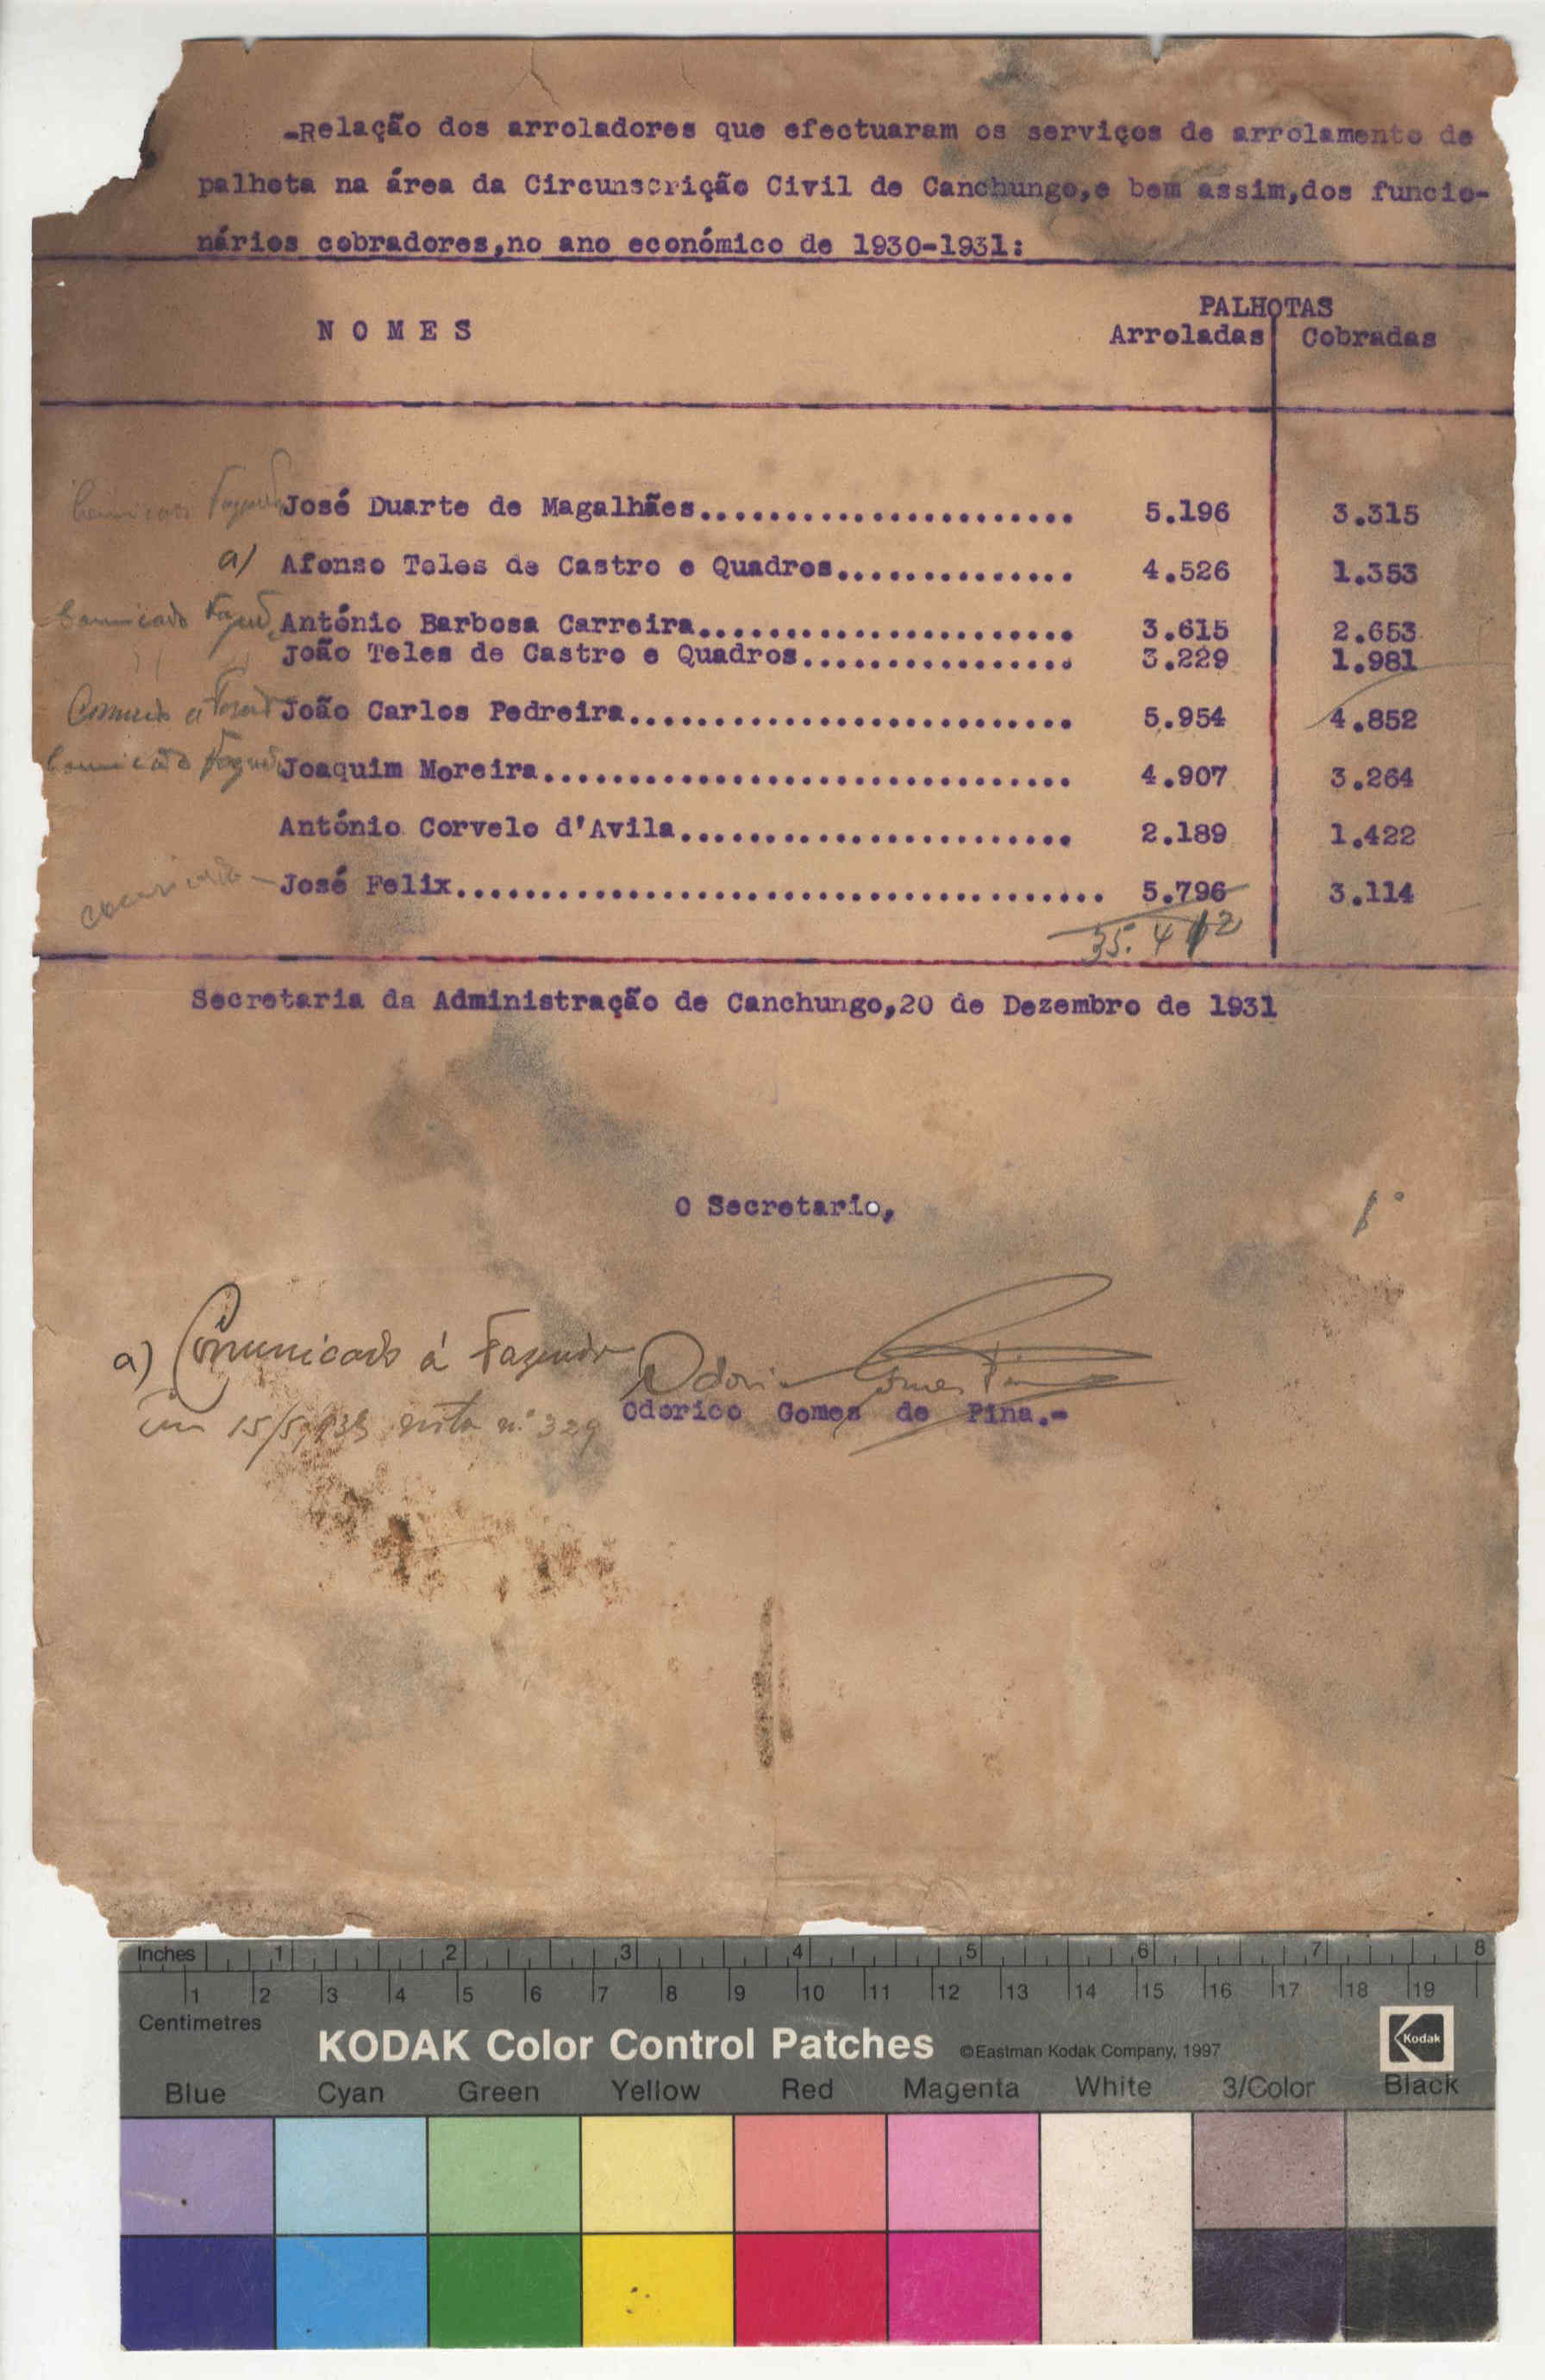 -Relação dos arroladores que efectuaram os serviços de arrolamento de
palhota na área da Circunscrição Civil de Canchungo,e bem assim,dos funcio-
nários cobradores,no ano económico de 1930-1931:
PALHOTAS
N O M E S Arroladas Cobradas
José Duarte de Magalhães....................... 5.196 3.315
a) Afonso Teles de Castro e Quadros.............. 4.526 1.353
António Barbosa Carreira....................... 3.615 2.653
João Teles de Castro e Quadros................ 3.229 1.981
João Carlos Pedreira.......................... 5.954 4.852
Joaquim Moreira............................... 4.907 3.264
António Corvelo d'Avila....................... 2.189 1.422
José Felix...................................... 5.796 3.114
35.412
Secretaria da Administração de Canchungo,20 de Dezembro de 1931
O Secretario,
a) Comunicado á Fazenda
Odorico Gomes Pina
em 15/5/ nota n.º 329
Odorico Gomes de Pina.-
Inches 1 2 3 4 5 6 7 8
1 2 3 4 5 6 7 8 9 10 11 12 13 14 15 16 17 18 19
Centimetres
KODAK Color Control Patches ©Eastman Kodak Company, 1997 Kodak
Blue Cyan Green Yellow Red Magenta White 3/Color Black